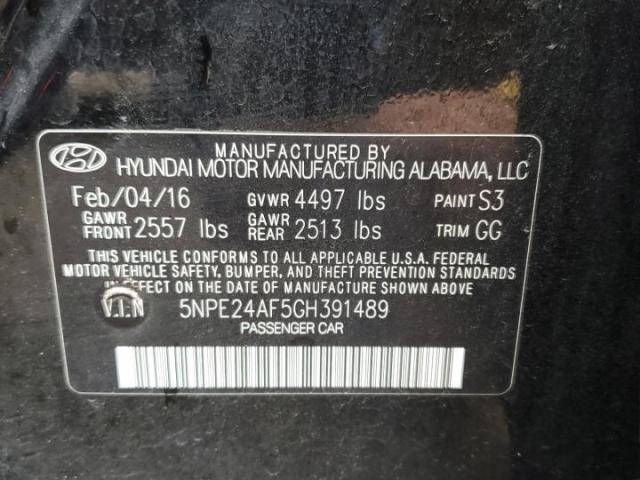 MANUFACTURED BY
HYUNDAI MOTOR MANUFACTURING ALABAMA, LLC
Feb/04/16 GVWR 4497 lbs PAINT S3
GAWR FRONT 2557 lbs GAWR REAR 2513 lbs TRIM GG
THIS VEHICLE CONFORMS TO ALL APPLICABLE U.S.A. FEDERAL
MOTOR VEHICLE SAFETY, BUMPER, AND THEFT PREVENTION STANDARDS
IN EFFECT ON THE DATE OF MANUFACTURE SHOWN ABOVE.
V.I.N 5NPE24AF5GH391489
PASSENGER CAR